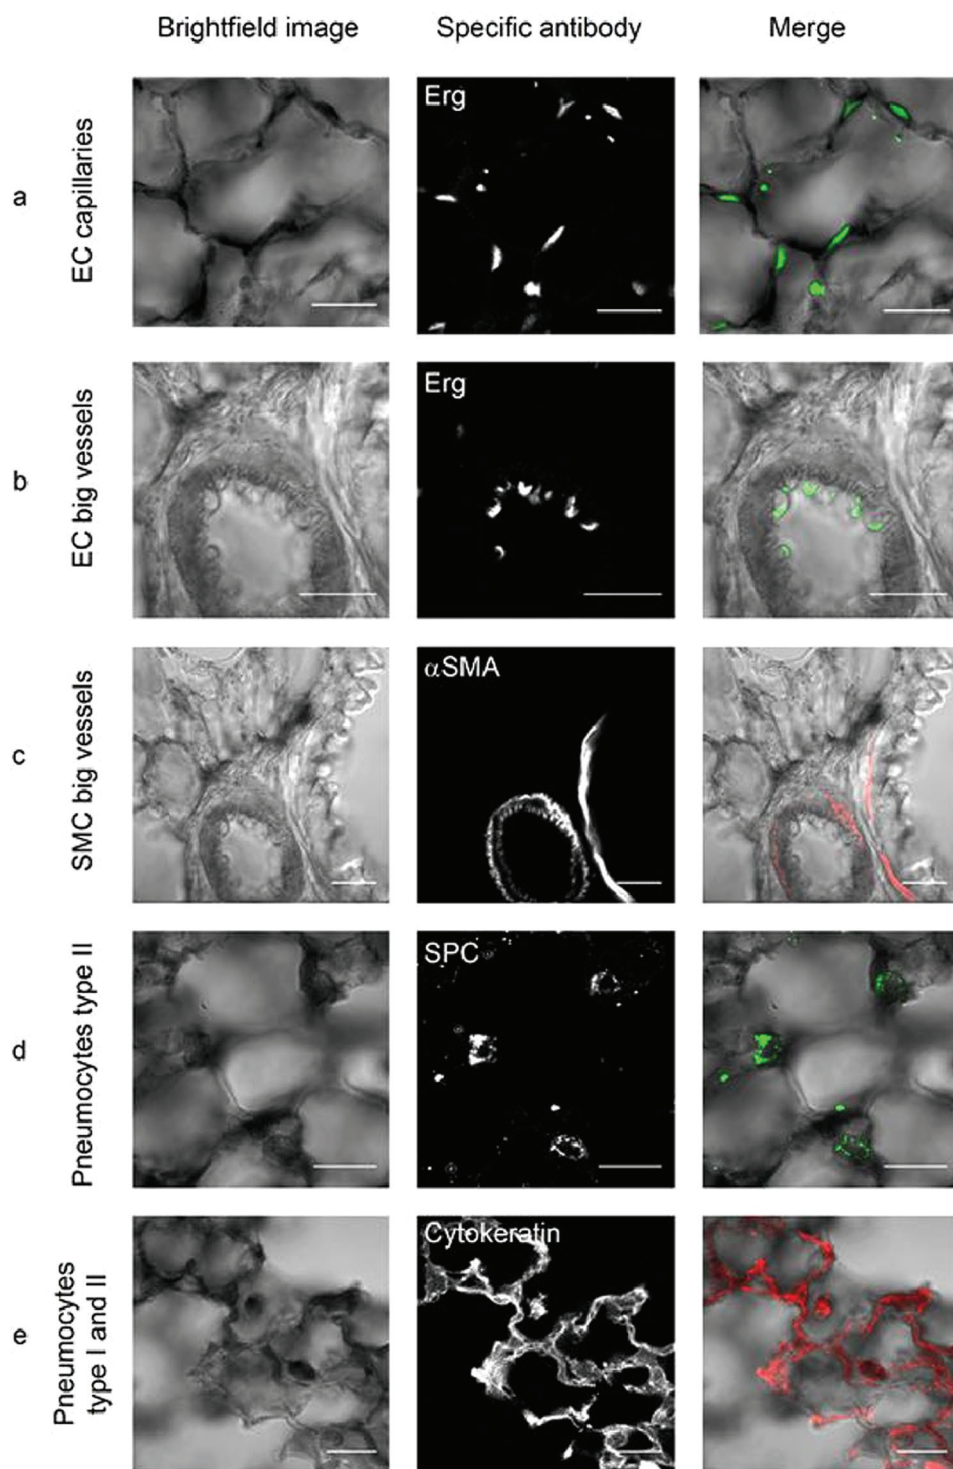 Brightfield image Specific antibody Merge
a
EC capillaries
Erg
b
EC big vessels
Erg
c
SMC big vessels
αSMA
d
Pneumocytes type II
SPC
e
Pneumocytes
type I and II
Cytokeratin